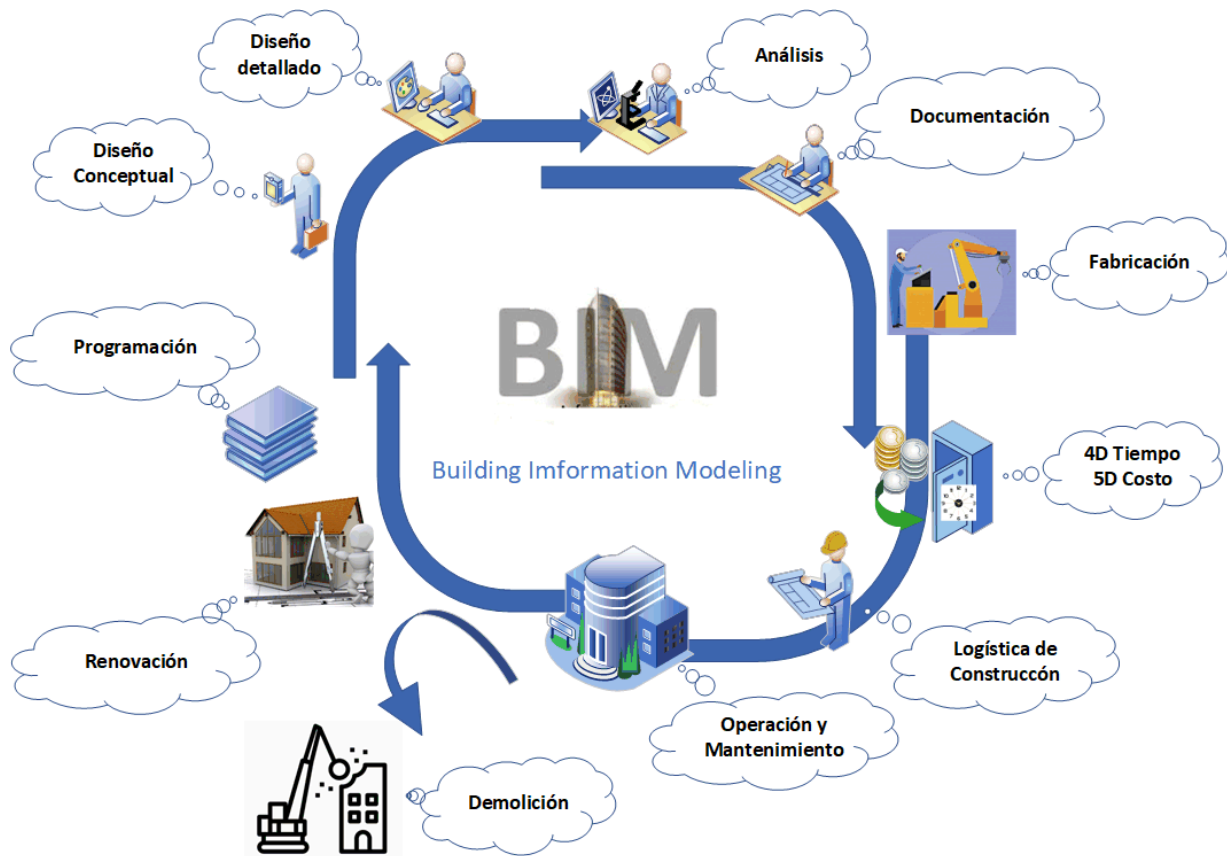 Diseño
detallado
Análisis
Documentación
Diseño
Conceptual
Fabricación
Programación
BIM
Building Imformation Modeling
4D Tiempo
5D Costo
Renovación
Logística de
Construccón
Operación y
Mantenimiento
Demolición